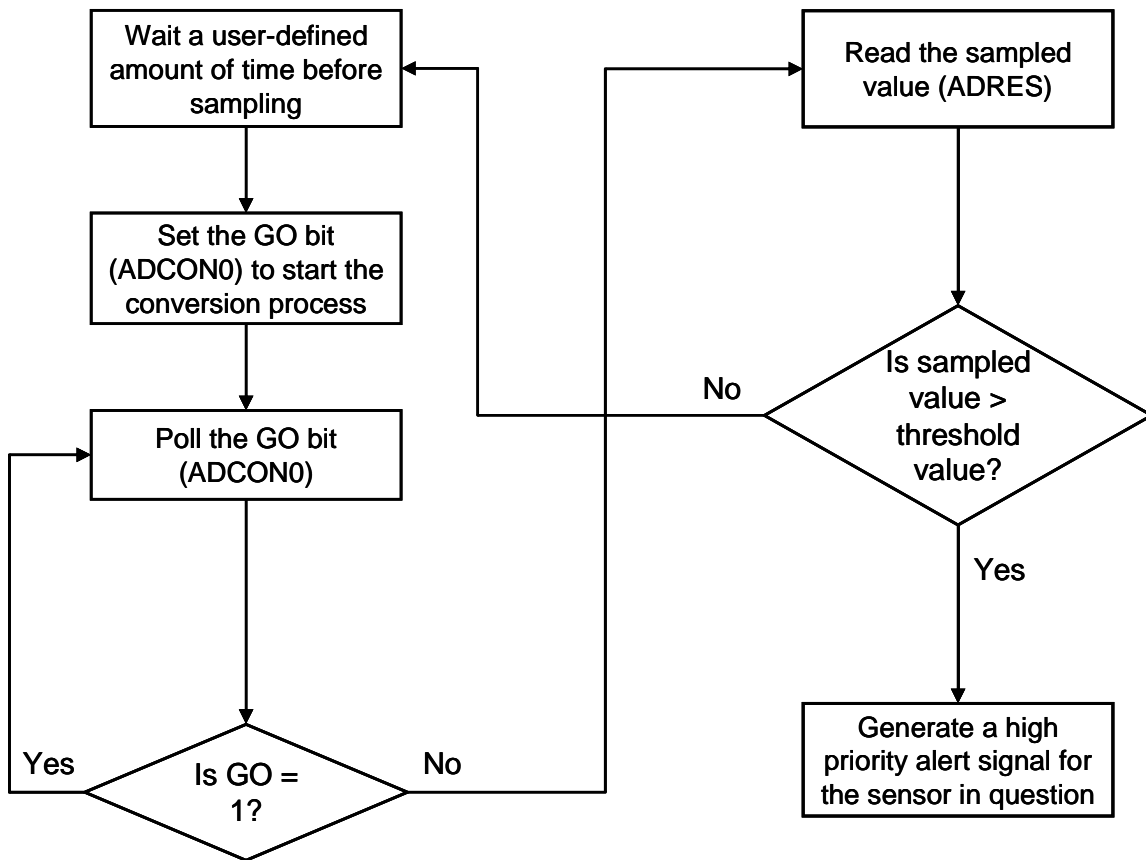 Wait a user-defined
amount of time before
sampling
Set the GO bit
(ADCON0) to start the
conversion process
Poll the GO bit
(ADCON0)
Yes
Is GO =
1?
No
Read the sampled
value (ADRES)
No
Is sampled
value >
threshold
value?
Yes
Generate a high
priority alert signal for
the sensor in question